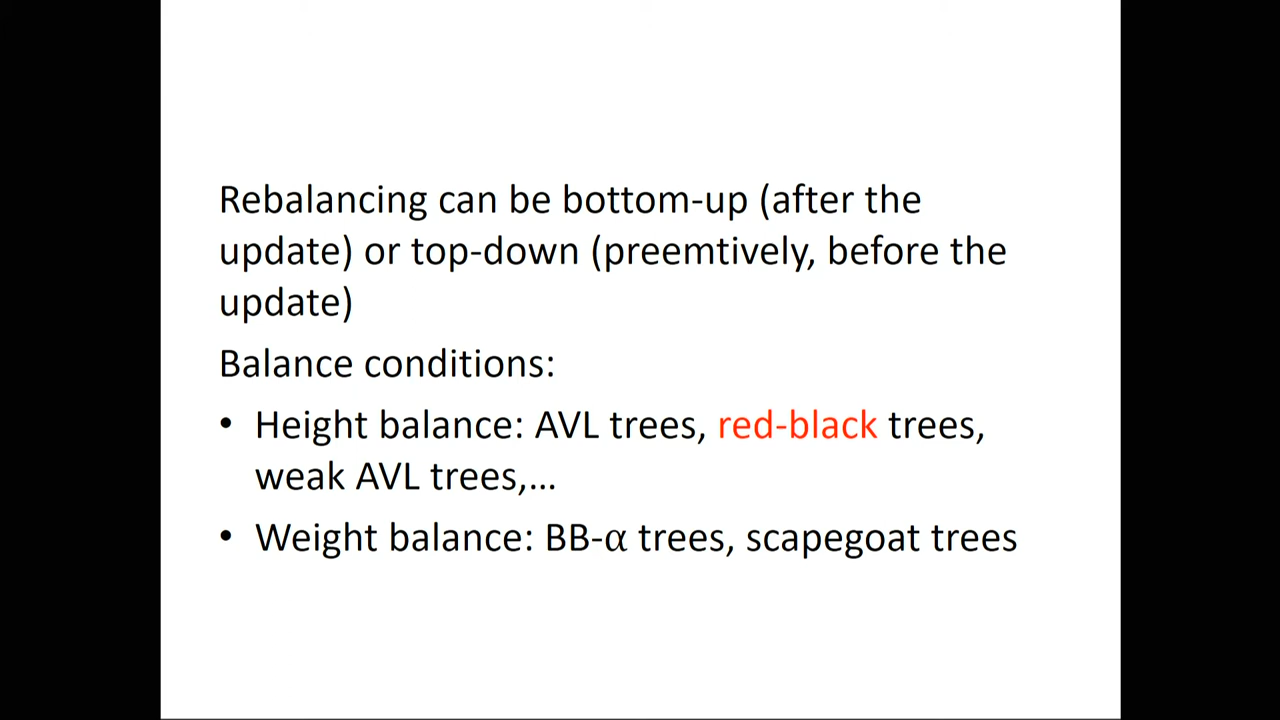 Rebalancing can be bottom-up (after the
update) or top-down (preemtively, before the
update)
Balance conditions:
• Height balance: AVL trees, red-black trees,
weak AVL trees,…
• Weight balance: BB-α trees, scapegoat trees